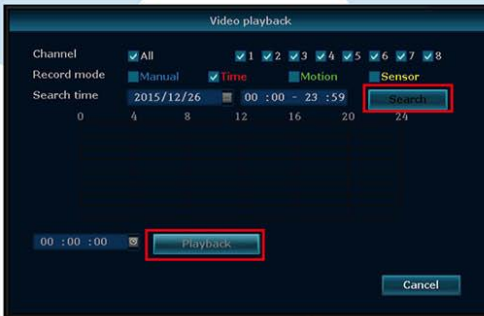 Video playback
Channel All 1 2 3 4 5 6 7 8
Record mode Manual Time Motion Sensor
Search time 2015/12/26 00 :00 - 23 :59 Search
0 4 8 12 16 20 24
00 :00 :00 Playback
Cancel